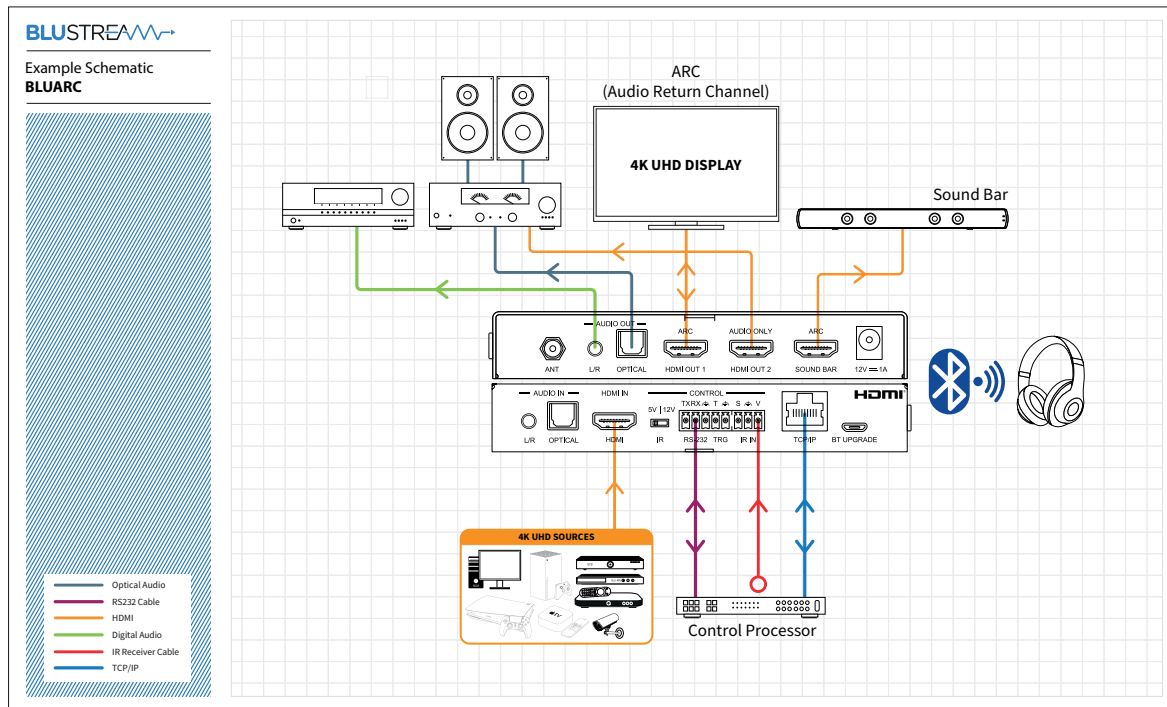 BLUSTREAM
Example Schematic
BLUARC
ARC
(Audio Return Channel)
4K UHD DISPLAY
Sound Bar
AUDIO OUT
ARC
AUDIO ONLY
ARC
ANT
L/R
OPTICAL
HDMI OUT 1
HDMI OUT 2
SOUND BAR
12V 1A
AUDIO IN
HDMI IN
CONTROL
HDMI
5V | 12V
TX RX T S V
L/R
OPTICAL
HDMI
IR
RS-232
TRG
IR IN
TCP/IP
BT UPGRADE
4K UHD SOURCES
tv
Control Processor
Optical Audio
RS232 Cable
HDMI
Digital Audio
IR Receiver Cable
TCP/IP